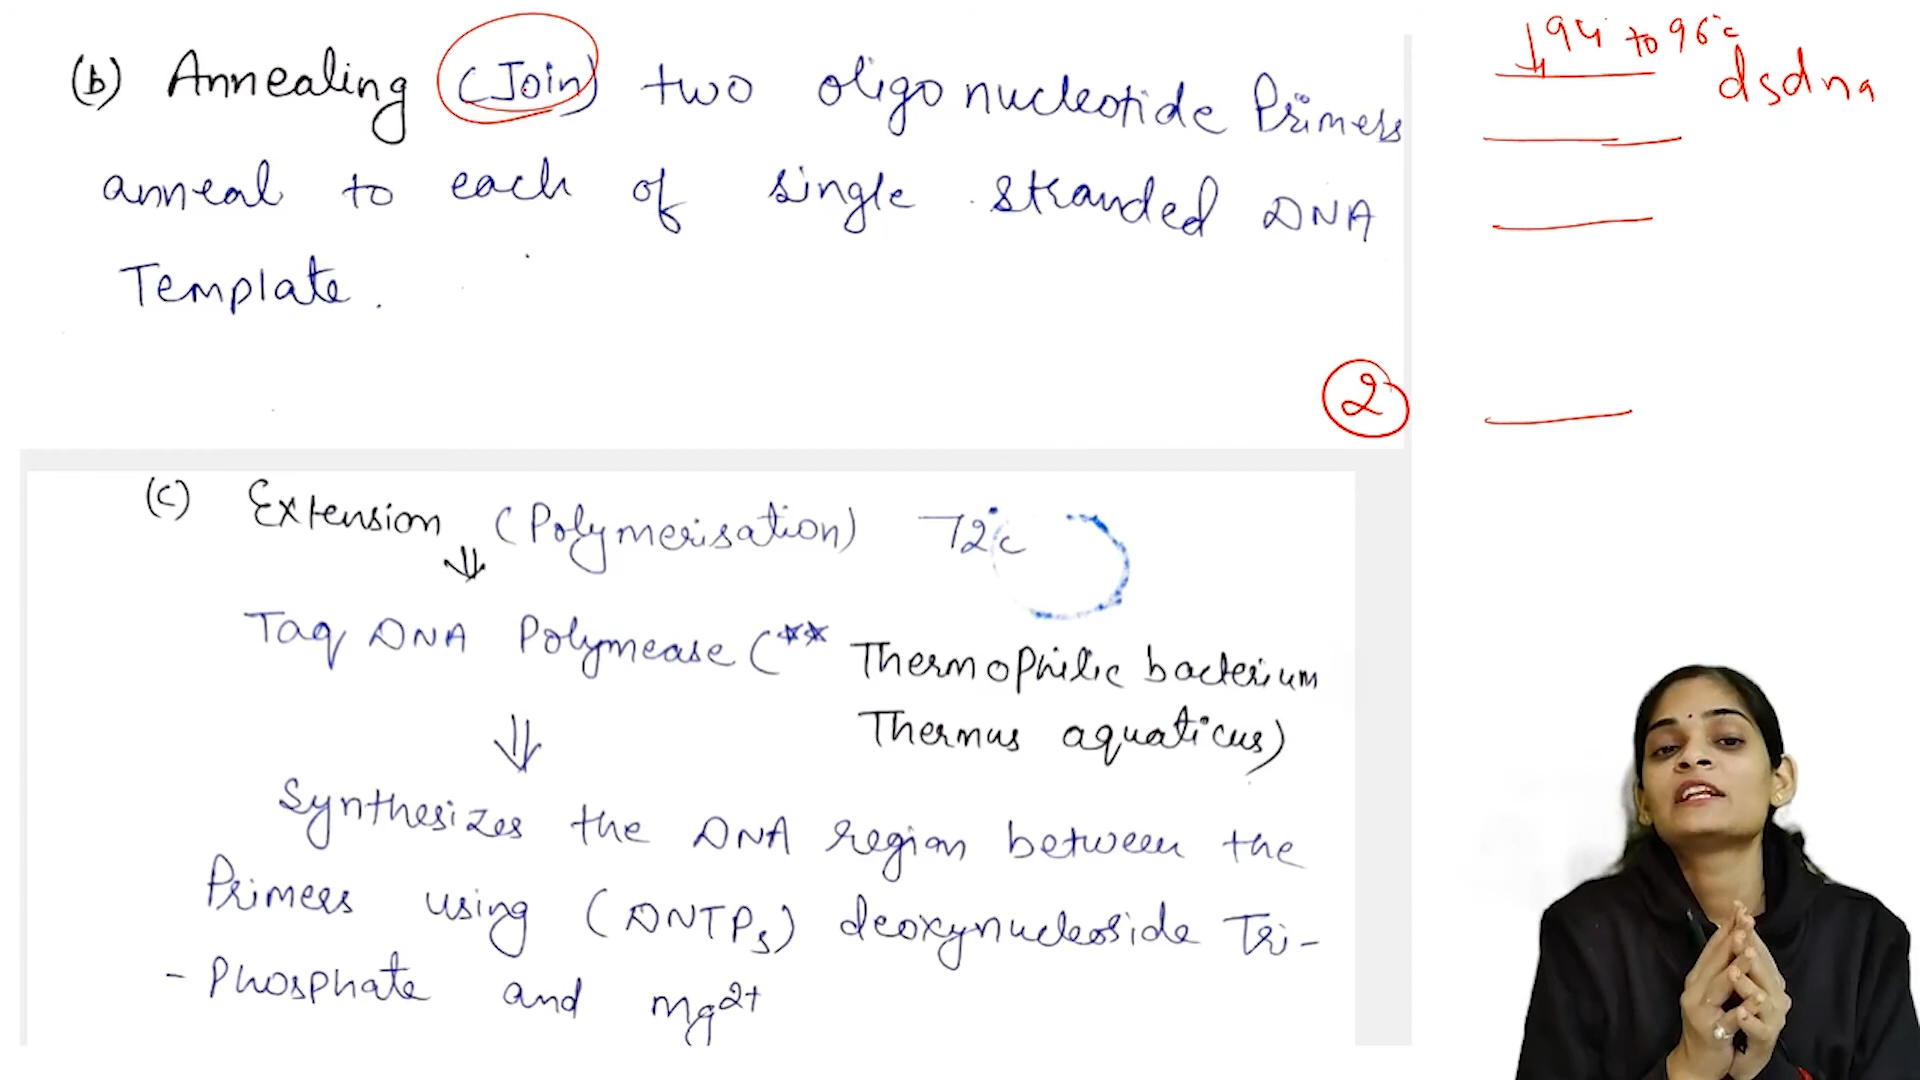 (b) Annealing (Join) two oligonucleotide Primers
anneal to each of single stranded DNA
Template.
2
(c) Extension (Polymerisation) 72°c
Taq DNA Polymease (**
Thermophilic bacterium
Thermus aquaticus)
Synthesizes the DNA region between the
Primers using (DNTPs) deoxynucleoside Tri-
- Phosphate and mg2+
94 to 96°c
dsdna